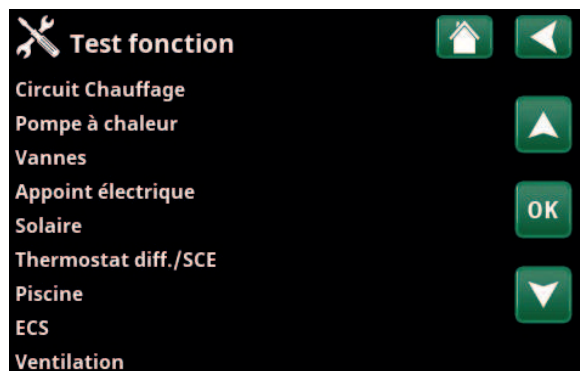 Test fonction
Circuit Chauffage
Pompe à chaleur
Vannes
Appoint électrique
OK
Solaire
Thermostat diff./SCE
Piscine
ECS
Ventilation